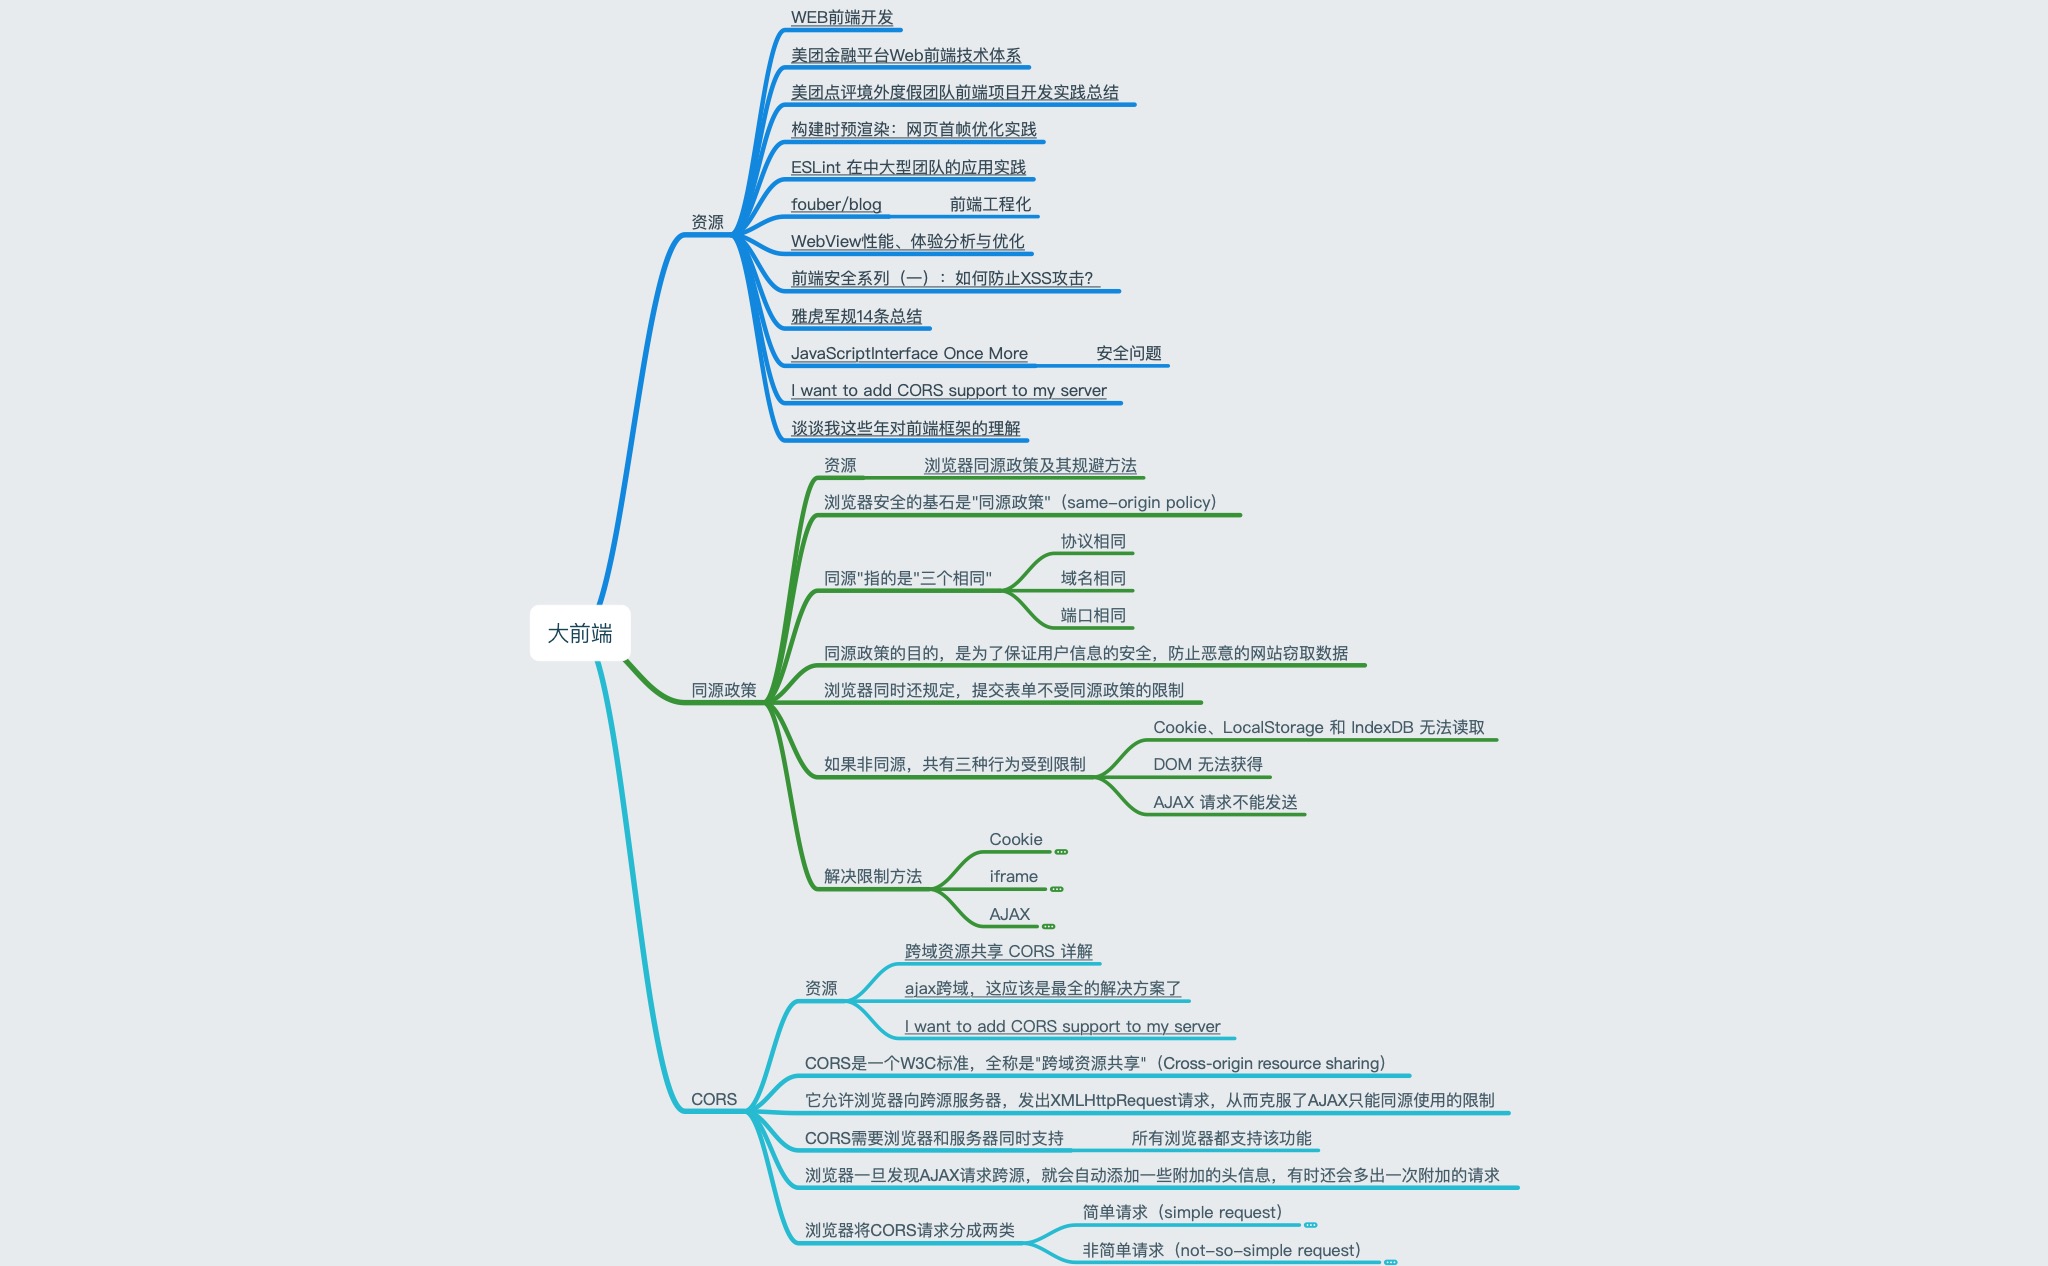 大前端
资源
WEB前端开发
美团金融平台Web前端技术体系
美团点评境外度假团队前端项目开发实践总结
构建时预渲染：网页首帧优化实践
ESLint 在中大型团队的应用实践
fouber/blog
前端工程化
WebView性能、体验分析与优化
前端安全系列（一）：如何防止XSS攻击？
雅虎军规14条总结
JavaScriptInterface Once More
安全问题
I want to add CORS support to my server
谈谈我这些年对前端框架的理解
同源政策
资源
浏览器同源政策及其规避方法
浏览器安全的基石是"同源政策"（same-origin policy）
同源"指的是"三个相同"
协议相同
域名相同
端口相同
同源政策的目的，是为了保证用户信息的安全，防止恶意的网站窃取数据
浏览器同时还规定，提交表单不受同源政策的限制
如果非同源，共有三种行为受到限制
Cookie、LocalStorage 和 IndexDB 无法读取
DOM 无法获得
AJAX 请求不能发送
解决限制方法
Cookie
iframe
AJAX
CORS
资源
跨域资源共享 CORS 详解
ajax跨域，这应该是最全的解决方案了
I want to add CORS support to my server
CORS是一个W3C标准，全称是"跨域资源共享"（Cross-origin resource sharing）
它允许浏览器向跨源服务器，发出XMLHttpRequest请求，从而克服了AJAX只能同源使用的限制
CORS需要浏览器和服务器同时支持
所有浏览器都支持该功能
浏览器一旦发现AJAX请求跨源，就会自动添加一些附加的头信息，有时还会多出一次附加的请求
浏览器将CORS请求分成两类
简单请求（simple request）
非简单请求（not-so-simple request）